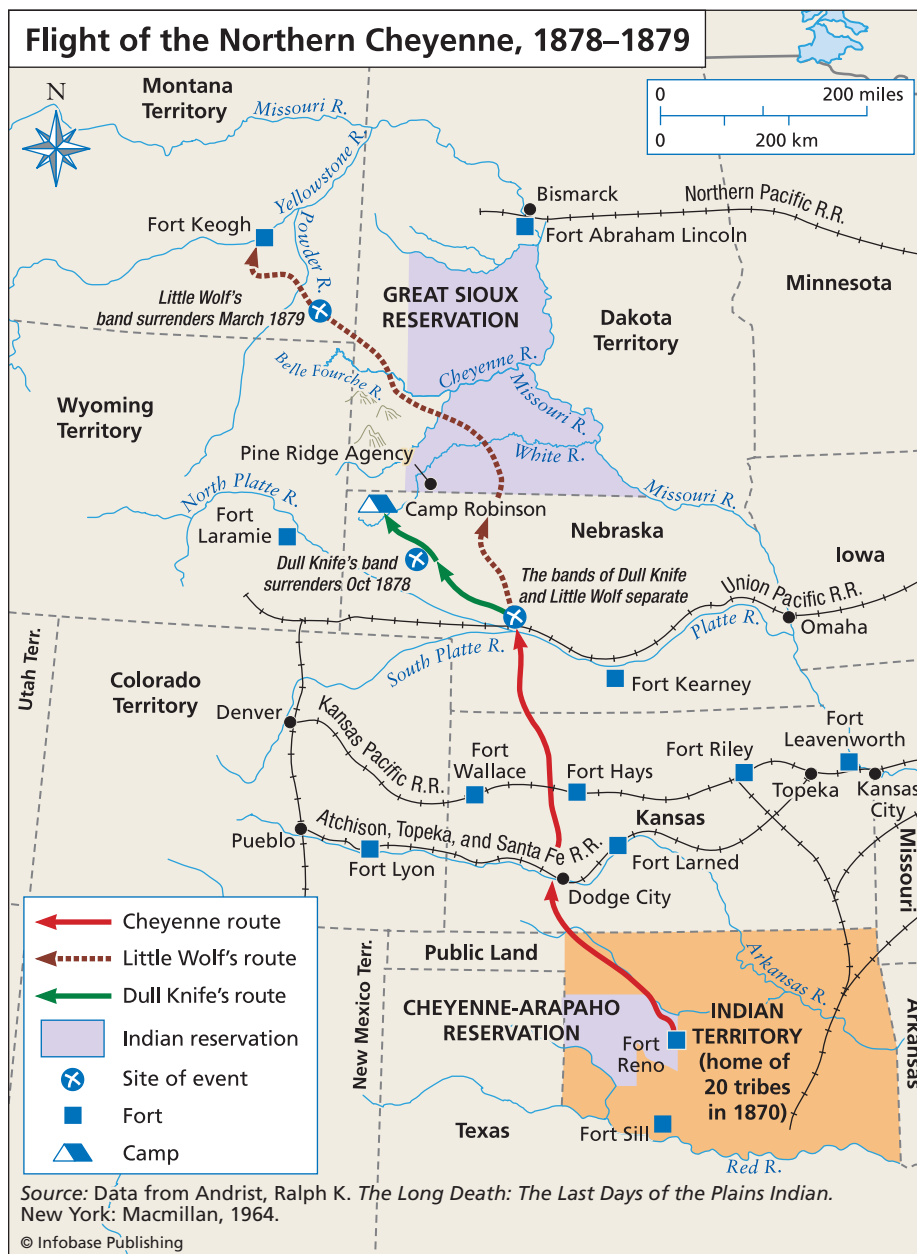 Flight of the Northern Cheyenne, 1878–1879
N
0 200 miles
0 200 km
Montana
Territory
Missouri R.
Yellowstone R.
Powder R.
Fort Keogh
Bismarck
Northern Pacific R.R.
Fort Abraham Lincoln
Little Wolf's
band surrenders March 1879
GREAT SIOUX
RESERVATION
Minnesota
Dakota
Territory
Belle Fourche R.
Cheyenne R.
Missouri R.
Wyoming
Territory
White R.
Pine Ridge Agency
Missouri R.
North Platte R.
Camp Robinson
Fort
Laramie
Nebraska
Iowa
Dull Knife's band
surrenders Oct 1878
The bands of Dull Knife
and Little Wolf separate
Union Pacific R.R.
Platte R.
Omaha
Utah Terr.
South Platte R.
Colorado
Territory
Fort Kearney
Denver
Kansas
Pacific R.R.
Fort
Wallace
Fort Hays
Fort Riley
Fort
Leavenworth
Topeka
Kansas
City
Pueblo
Atchison, Topeka, and Santa Fe R.R.
Kansas
Fort Lyon
Fort Larned
Missouri
Dodge City
Cheyenne route
Little Wolf's route
Dull Knife's route
Indian reservation
Site of event
Fort
Camp
New Mexico Terr.
Public Land
Arkansas R.
CHEYENNE-ARAPAHO
RESERVATION
Fort
Reno
INDIAN
TERRITORY
(home of
20 tribes
in 1870)
Arkansas
Texas
Fort Sill
Red R.
Source: Data from Andrist, Ralph K. The Long Death: The Last Days of the Plains Indian.
New York: Macmillan, 1964.
© Infobase Publishing